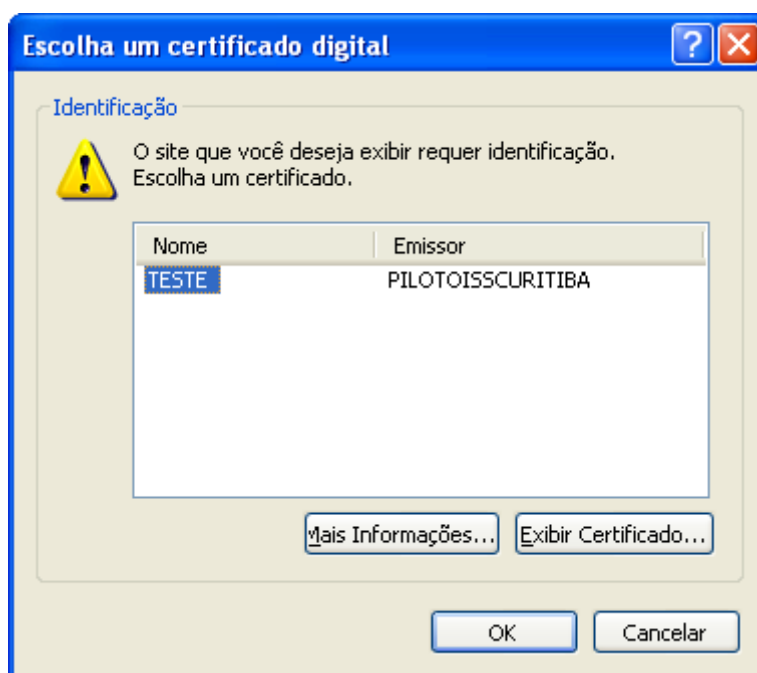 Escolha um certificado digital
Identificação
O site que você deseja exibir requer identificação.
Escolha um certificado.
Nome Emissor
TESTE PILOTOISSCURITIBA
Mais Informações... Exibir Certificado...
OK Cancelar